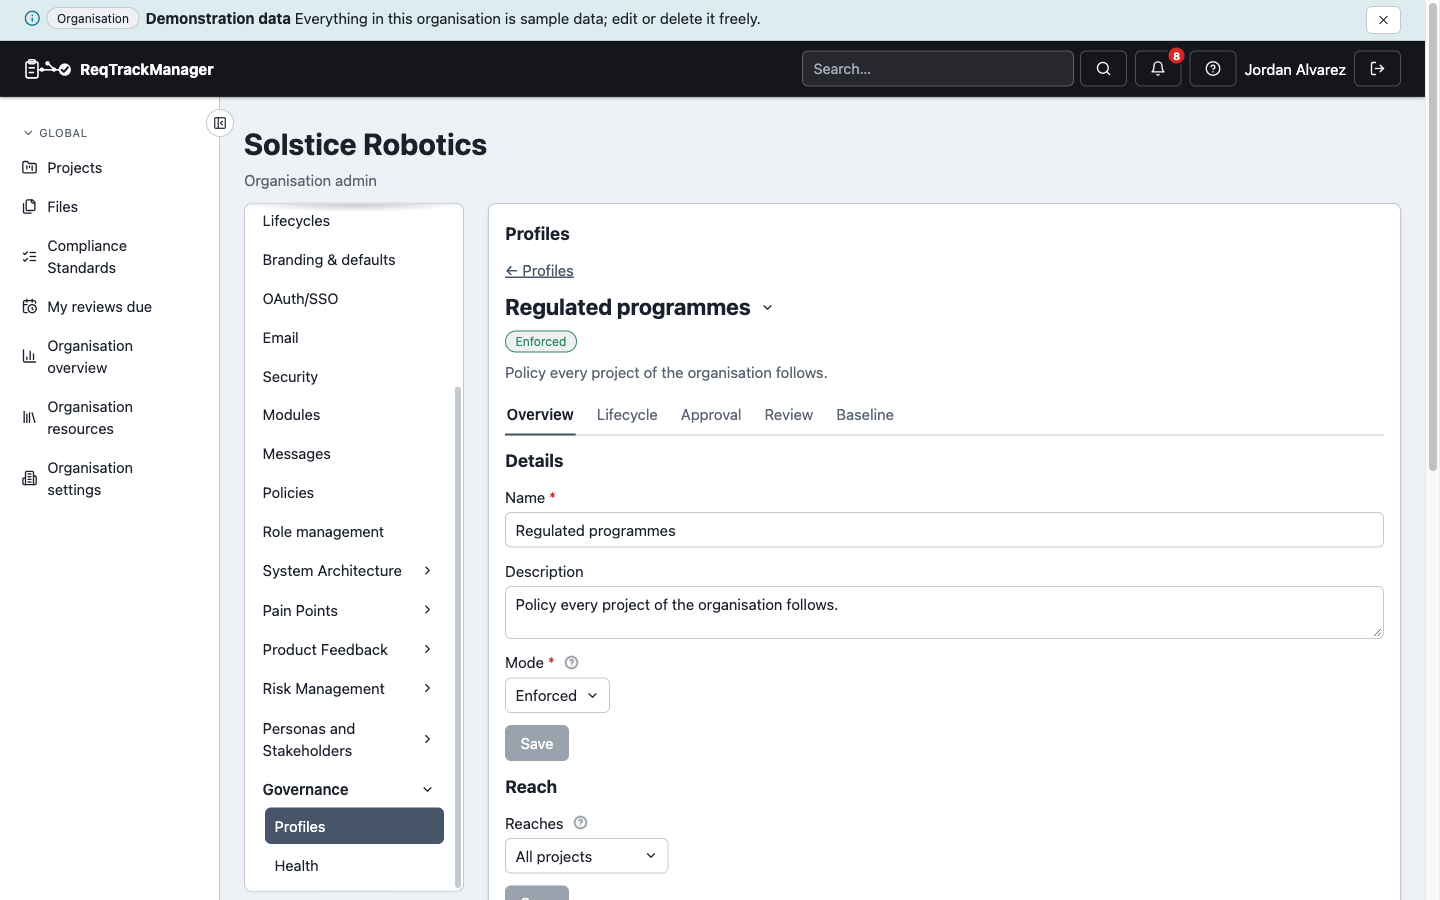 Organisation Demonstration data Everything in this organisation is sample data; edit or delete it freely.
ReqTrackManager
Search...
8
Jordan Alvarez
GLOBAL
Projects
Files
Compliance
Standards
My reviews due
Organisation
overview
Organisation
resources
Organisation
settings
Solstice Robotics
Organisation admin
Lifecycles
Branding & defaults
OAuth/SSO
Email
Security
Modules
Messages
Policies
Role management
System Architecture
Pain Points
Product Feedback
Risk Management
Personas and
Stakeholders
Governance
Profiles
Health
Profiles
← Profiles
Regulated programmes
Enforced
Policy every project of the organisation follows.
Overview Lifecycle Approval Review Baseline
Details
Name *
Regulated programmes
Description
Policy every project of the organisation follows.
Mode *
Enforced
Save
Reach
Reaches
All projects